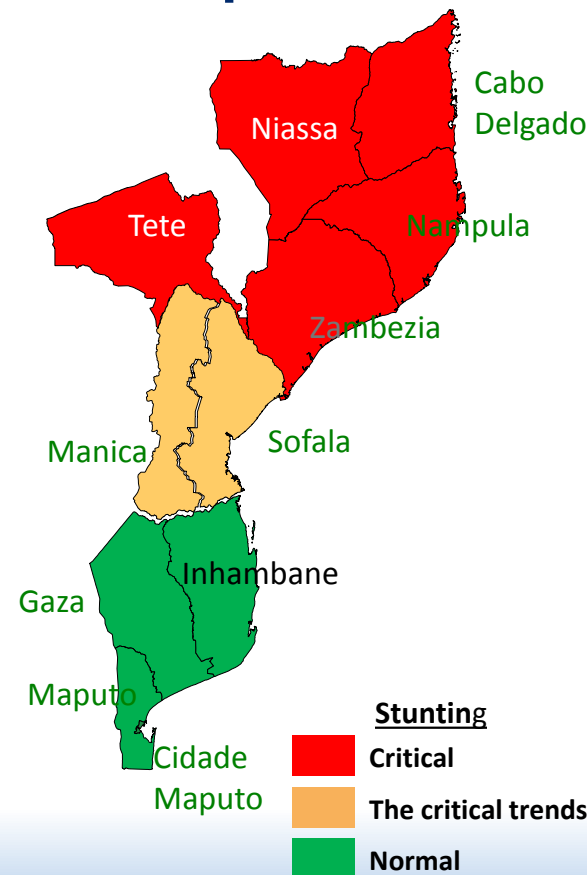 Cabo
Delgado
Niassa
Tete
Nampula
Zambezia
Manica
Sofala
Inhambane
Gaza
Maputo
Cidade
Maputo
Stunting
Critical
The critical trends
Normal